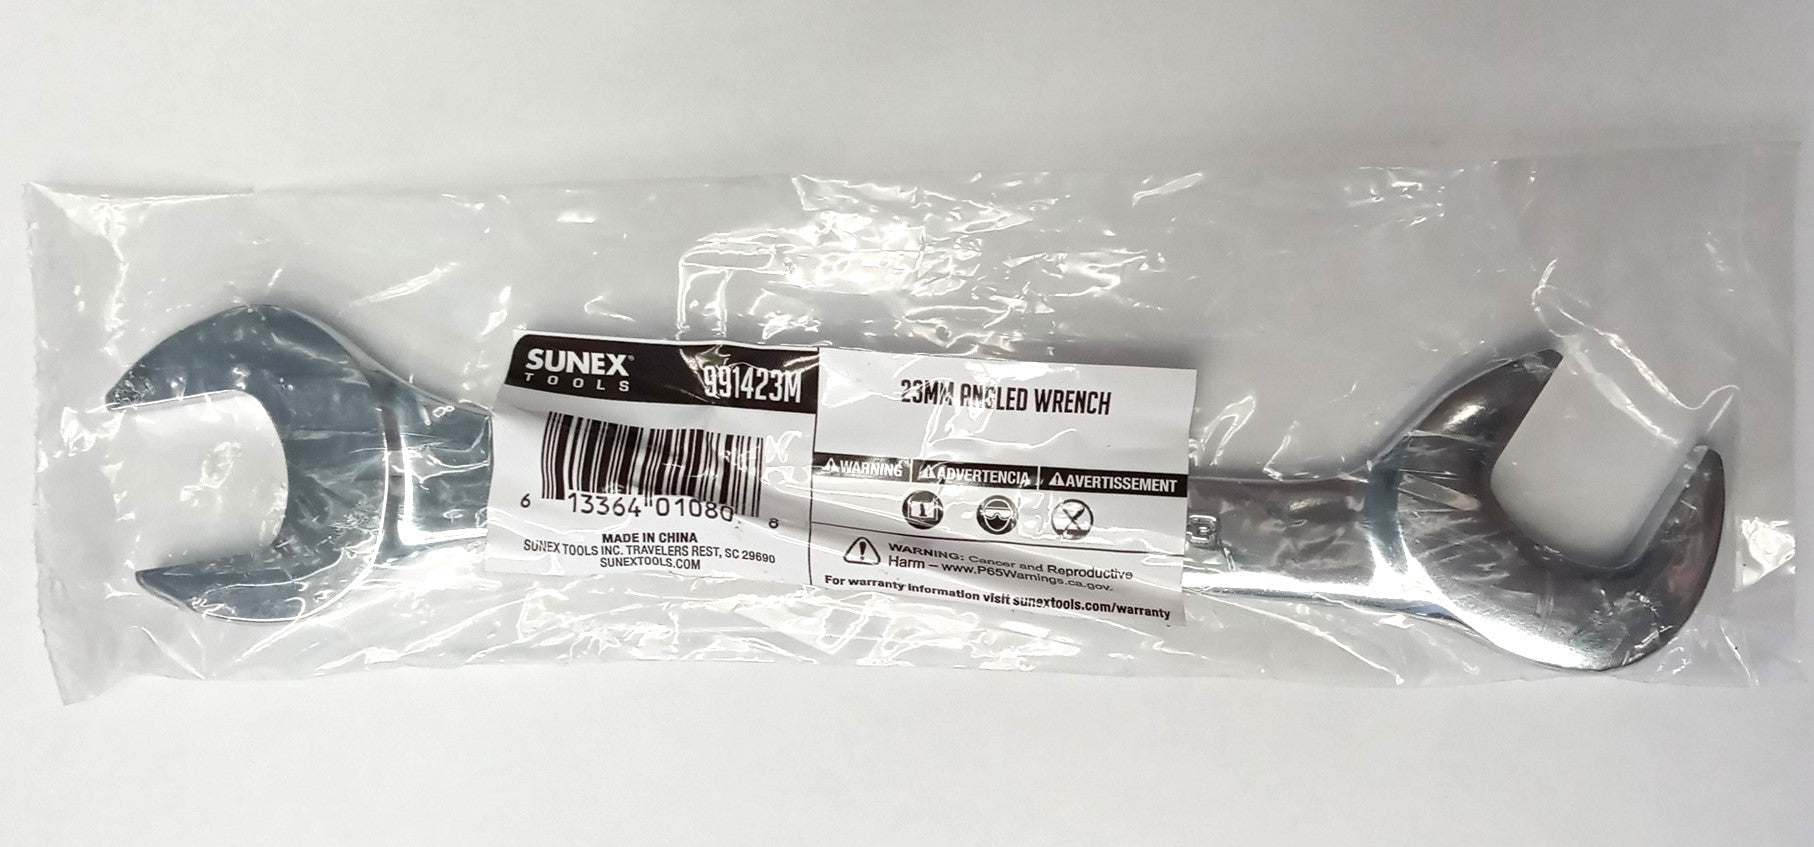 SUNEX®
TOOLS
991423M
6 13364 01080 6
MADE IN CHINA
SUNEX TOOLS INC. TRAVELERS REST, SC 29690
SUNEXTOOLS.COM
23MM ANGLED WRENCH
WARNING ADVERTENCIA AVERTISSEMENT
WARNING: Cancer and Reproductive
Harm – www.P65Warnings.ca.gov.
For warranty information visit sunextools.com/warranty